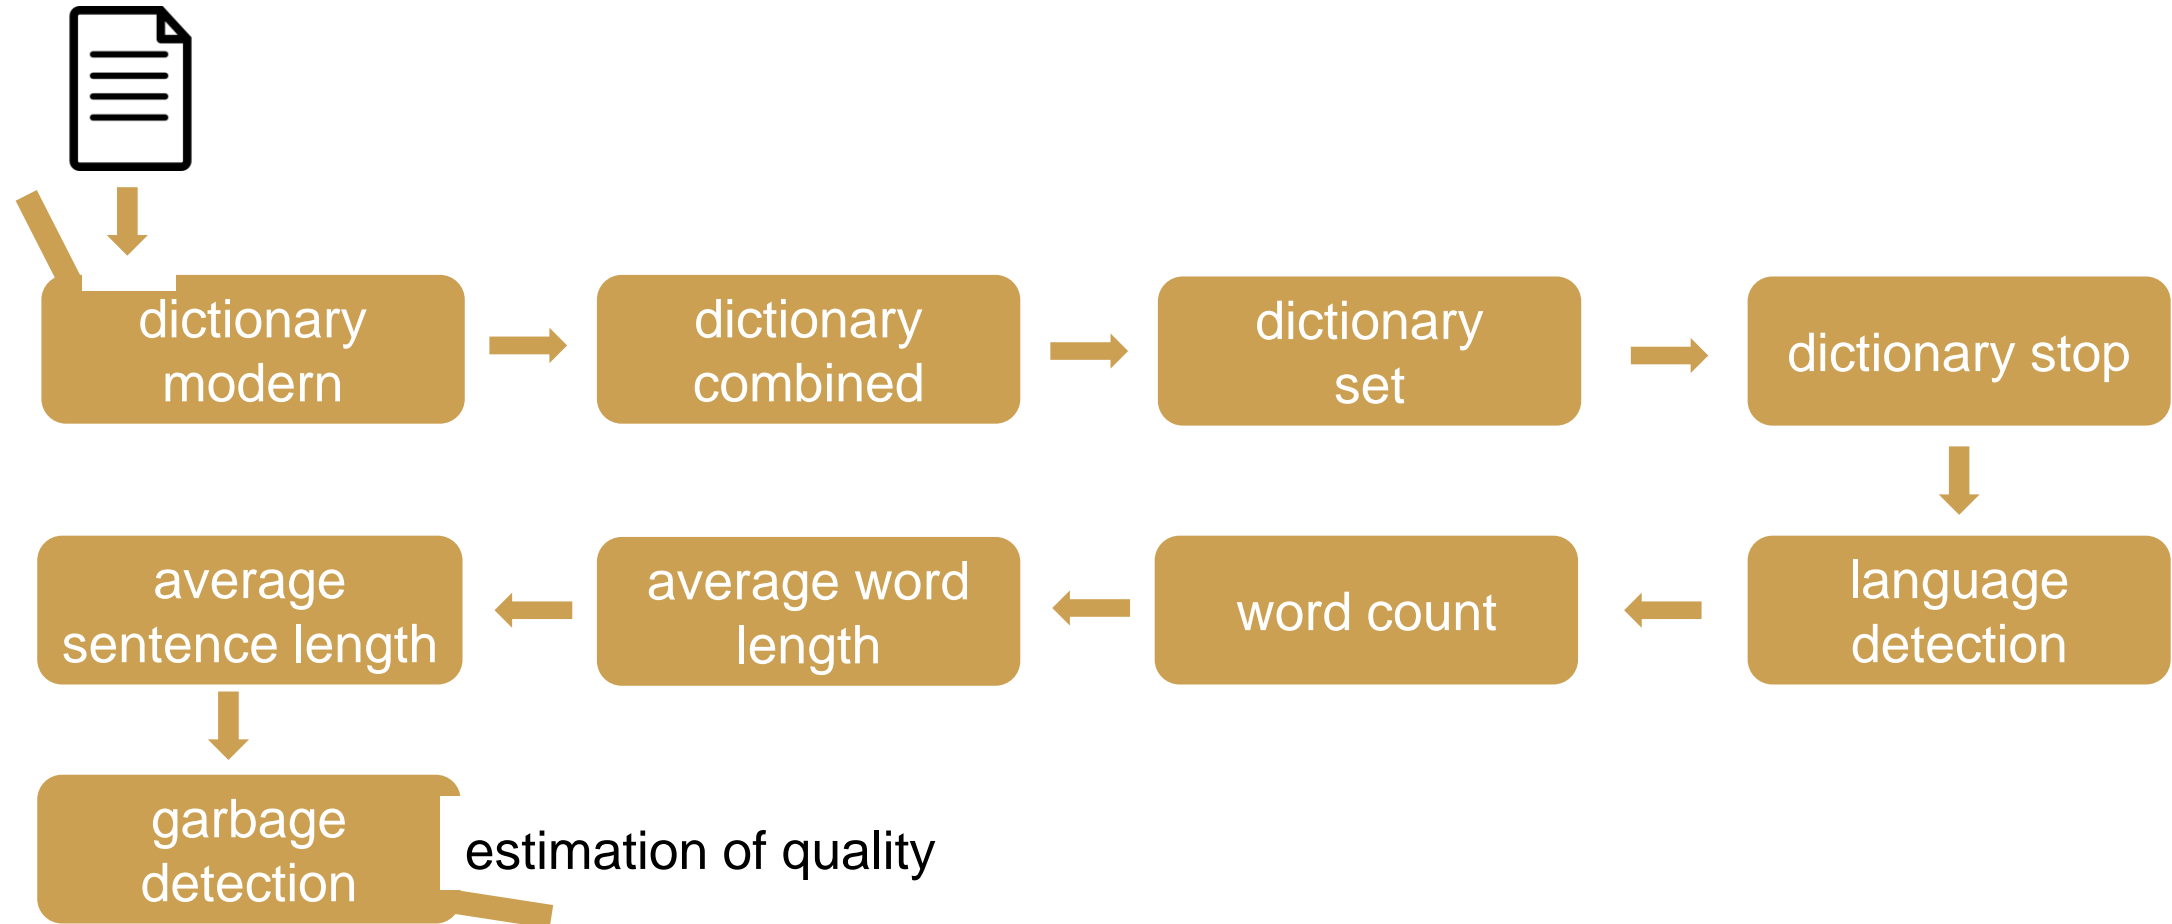 dictionary
modern
dictionary
combined
dictionary
set
dictionary stop
language
detection
word count
average word
length
average
sentence length
garbage
detection
estimation of quality